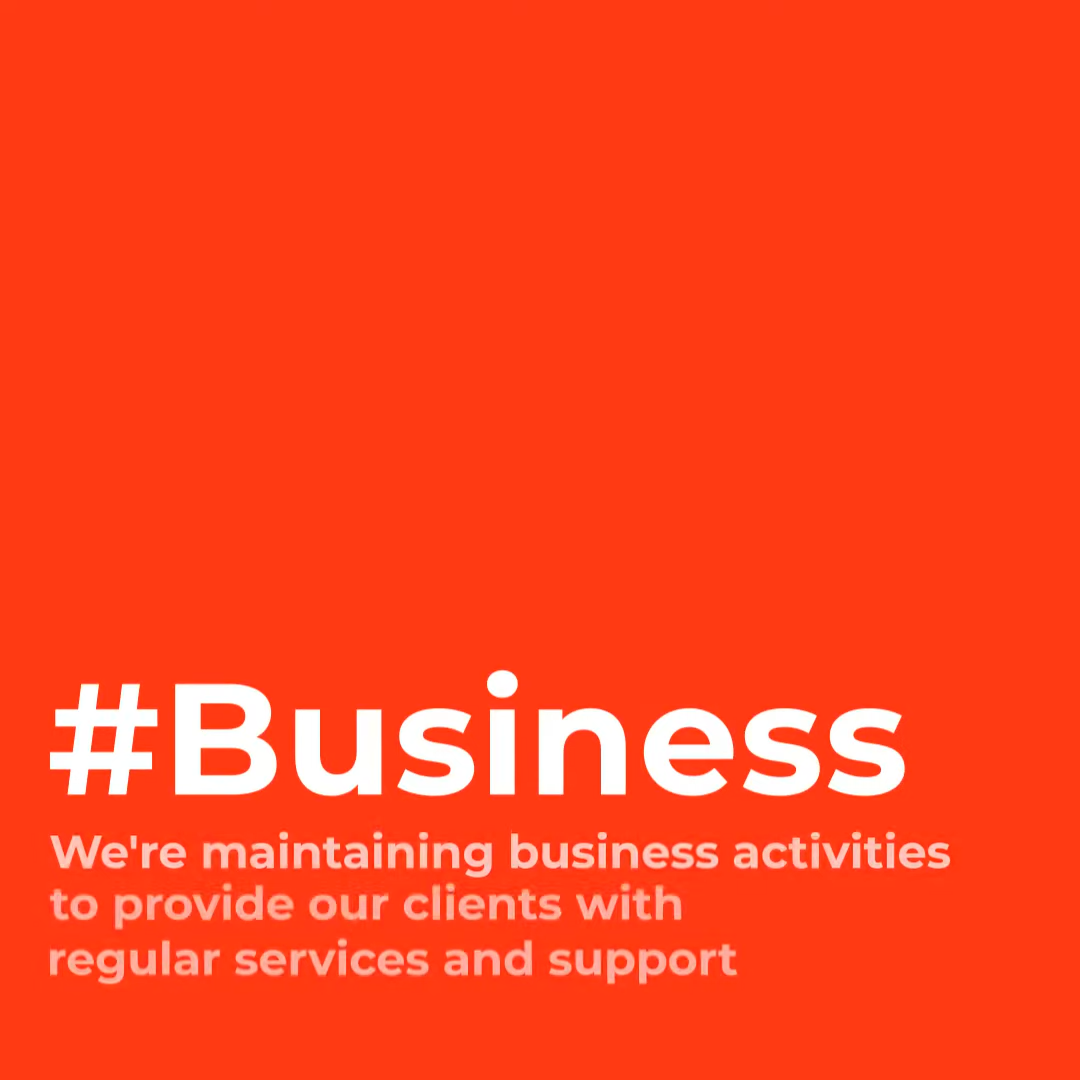 #Business
We're maintaining business activities
to provide our clients with
regular services and support